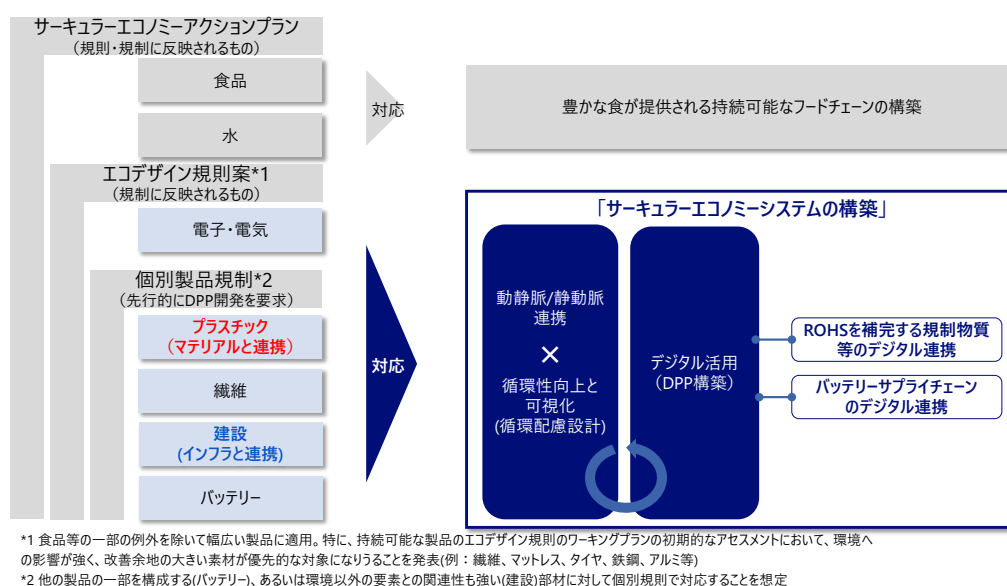 サーキュラーエコノミーアクションプラン
（規則・規制に反映されるもの）
食品
水
対応
豊かな食が提供される持続可能なフードチェーンの構築
エコデザイン規則案*1
（規制に反映されるもの）
電子・電気
個別製品規制*2
（先行的にDPP開発を要求）
プラスチック
（マテリアルと連携）
繊維
建設
(インフラと連携)
バッテリー
対応
「サーキュラーエコノミーシステムの構築」
動静脈/静動脈
連携
×
循環性向上と
可視化
(循環配慮設計)
デジタル活用
（DPP構築）
ROHSを補完する規制物質
等のデジタル連携
バッテリーサプライチェーン
のデジタル連携
*1 食品等の一部の例外を除いて幅広い製品に適用。特に、持続可能な製品のエコデザイン規則のワーキングプランの初期的なアセスメントにおいて、環境へ
の影響が強く、改善余地の大きい素材が優先的な対象になりうることを発表(例：繊維、マットレス、タイヤ、鉄鋼、アルミ等)
*2 他の製品の一部を構成する(バッテリー)、あるいは環境以外の要素との関連性も強い(建設)部材に対して個別規則で対応することを想定